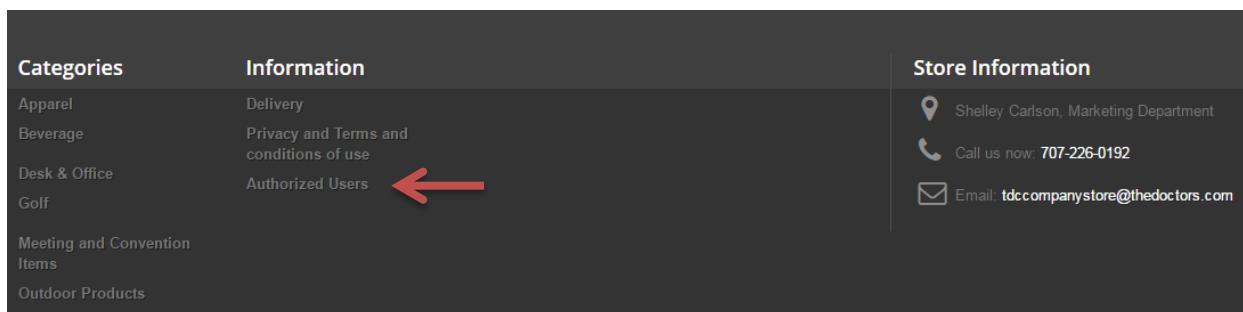 Categories
Apparel
Beverage
Desk & Office
Golf
Meeting and Convention
Items
Outdoor Products
Information
Delivery
Privacy and Terms and
conditions of use
Authorized Users
Store Information
Shelley Carlson, Marketing Department
Call us now: 707-226-0192
Email: tdccompanystore@thedoctors.com